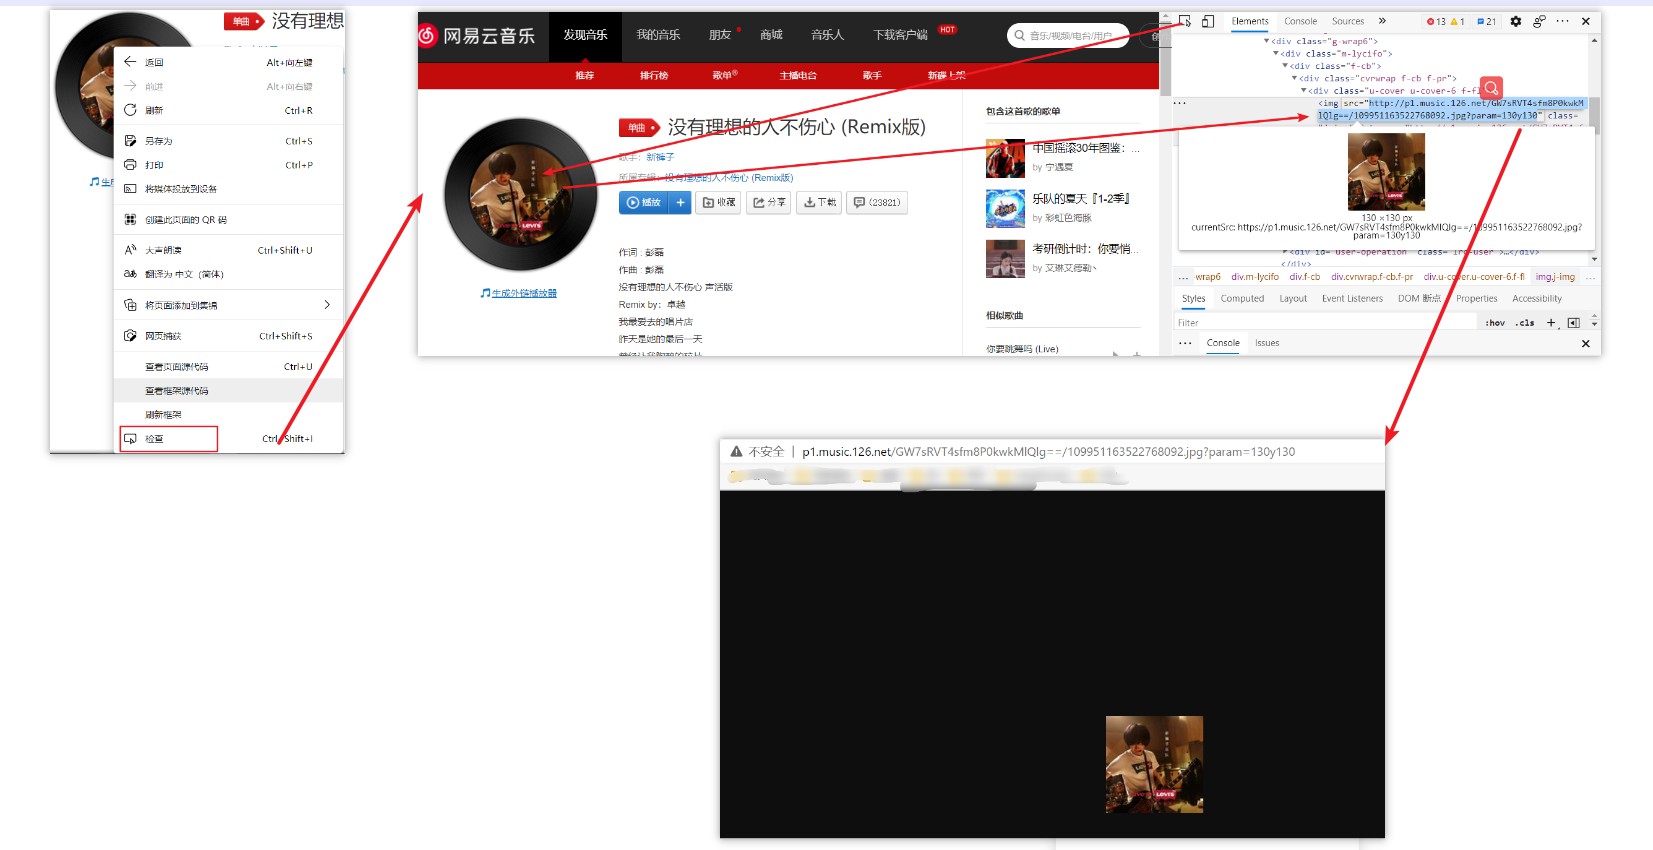 单曲 没有理想
返回 Alt+向左键
前进 Alt+向右键
刷新 Ctrl+R
另存为 Ctrl+S
打印 Ctrl+P
将媒体投放到设备
创建此页面的 QR 码
大声朗读 Ctrl+Shift+U
翻译为 中文（简体）
将页面添加到集锦
网页捕获 Ctrl+Shift+S
查看页面源代码 Ctrl+U
查看框架源代码
刷新框架
检查 Ctrl+Shift+I
网易云音乐 发现音乐 我的音乐 朋友 商城 音乐人 下载客户端 HOT 音乐/视频/电台/用户
推荐 排行榜 歌单® 主播电台 歌手 新碟上架
单曲 没有理想的人不伤心 (Remix版)
歌手：新裤子
所属专辑：没有理想的人不伤心 (Remix版)
播放 + 收藏 分享 下载 (23821)
生成外链播放器
作词 : 彭磊
作曲 : 彭磊
没有理想的人不伤心 声活版
Remix by：卓越
我最爱去的唱片店
昨天是她的最后一天
包含这首歌的歌单
中国摇滚30年图鉴：...
by 宁遇夏
乐队的夏天『1-2季』
by 彩虹色海豚
考研倒计时：你要悄...
by 艾琳艾德勒丶
相似歌曲
你要跳舞吗 (Live)
Elements Console Sources » 13 1 21
<div class="g-wrap6">
<div class="m-lycifo">
<div class="f-cb">
<div class="cvrwrap f-cb f-pr">
<div class="u-cover u-cover-6 f-fl
<img src="http://p1.music.126.net/GW7sRVT4sfm8P0kwkM
lQlg==/109951163522768092.jpg?param=130y130" class=
130 ×130 px
currentSrc: https://p1.music.126.net/GW7sRVT4sfm8P0kwkMlQIg==/109951163522768092.jpg?
param=130y130
<div id="user-operation" class="lrc-user">…</div>
</div>
... -wrap6 div.m-lycifo div.f-cb div.cvrwrap.f-cb.f-pr div.u-cover.u-cover-6.f-fl img.j-img ...
Styles Computed Layout Event Listeners DOM 断点 Properties Accessibility
Filter :hov .cls +
Console Issues
不安全 | p1.music.126.net/GW7sRVT4sfm8P0kwkMlQIg==/109951163522768092.jpg?param=130y130